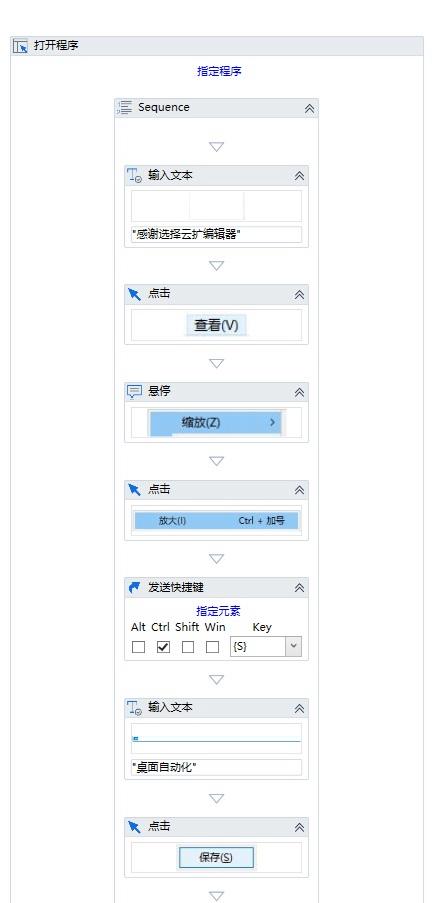 打开程序
指定程序
Sequence
输入文本
"感谢选择云扩编辑器"
点击
查看(V)
悬停
缩放(Z)
点击
放大(I) Ctrl + 加号
发送快捷键
指定元素
Alt Ctrl Shift Win Key
{S}
输入文本
"桌面自动化"
点击
保存(S)